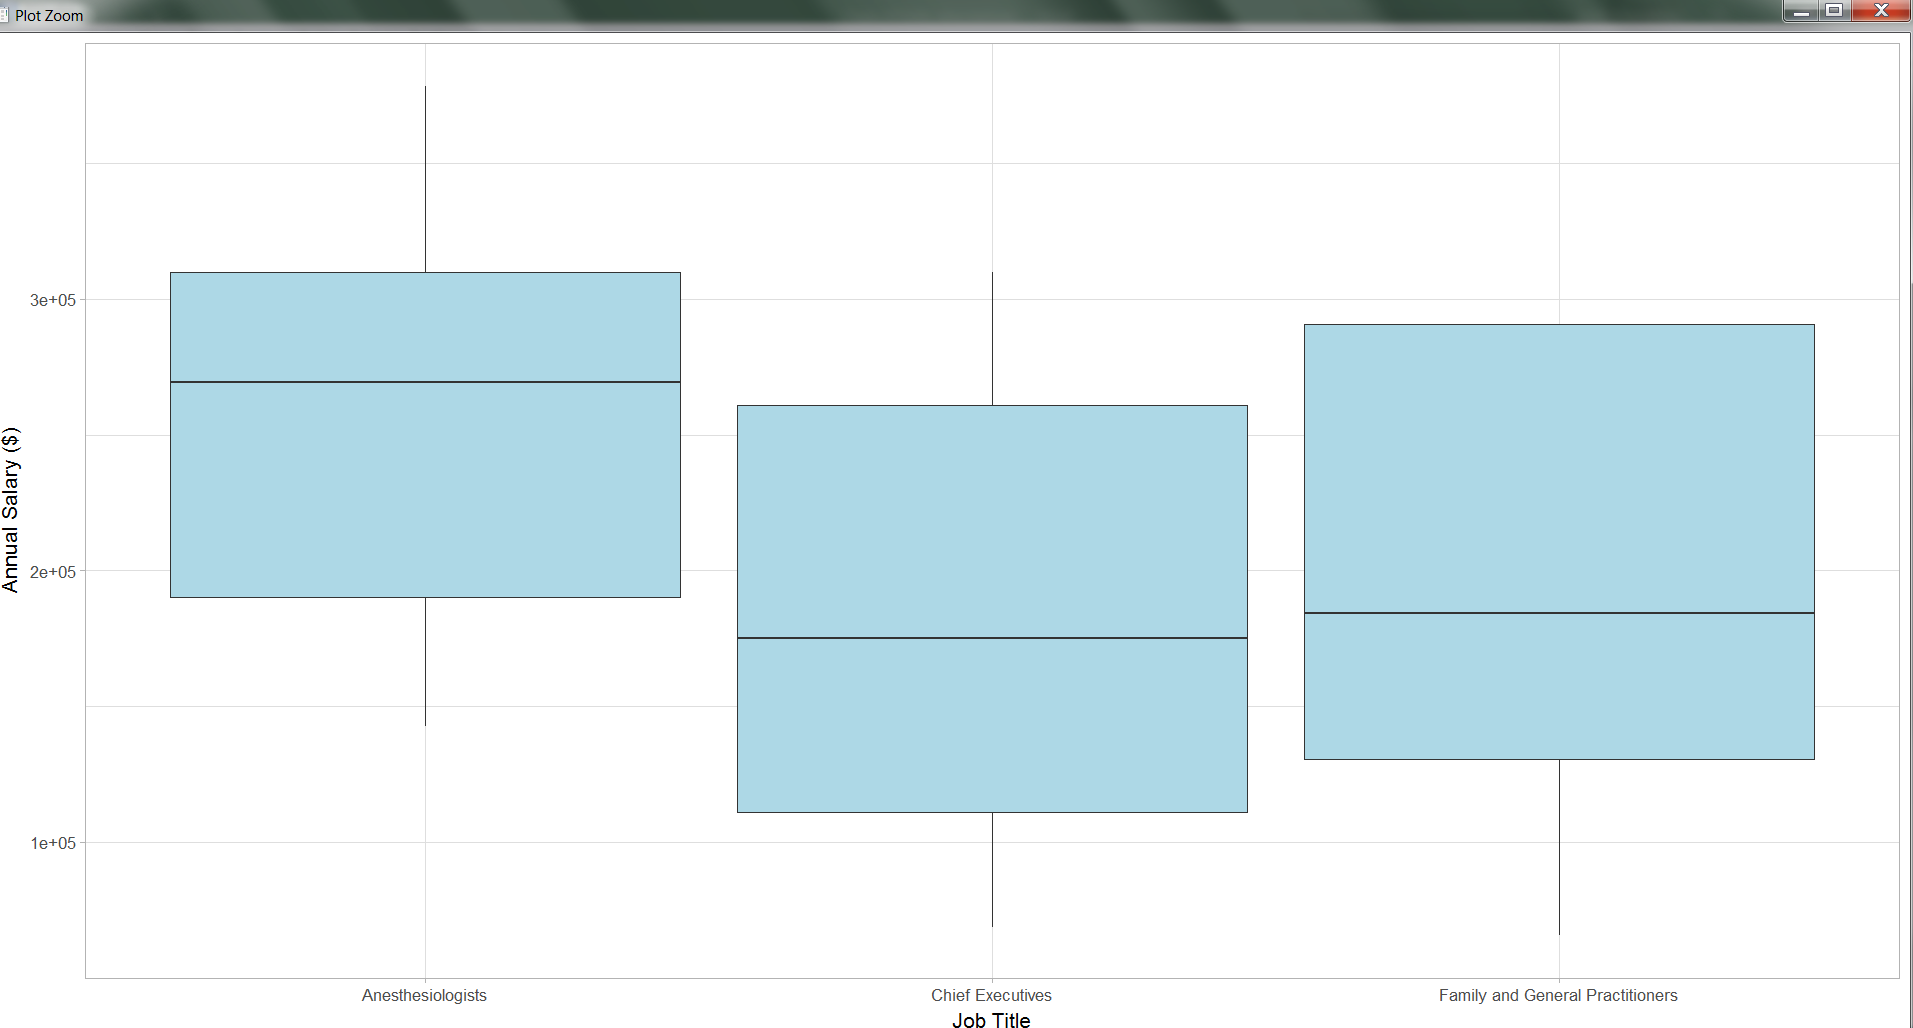 Plot Zoom
Annual Salary ($)
3e+05
2e+05
1e+05
Anesthesiologists
Chief Executives
Family and General Practitioners
Job Title